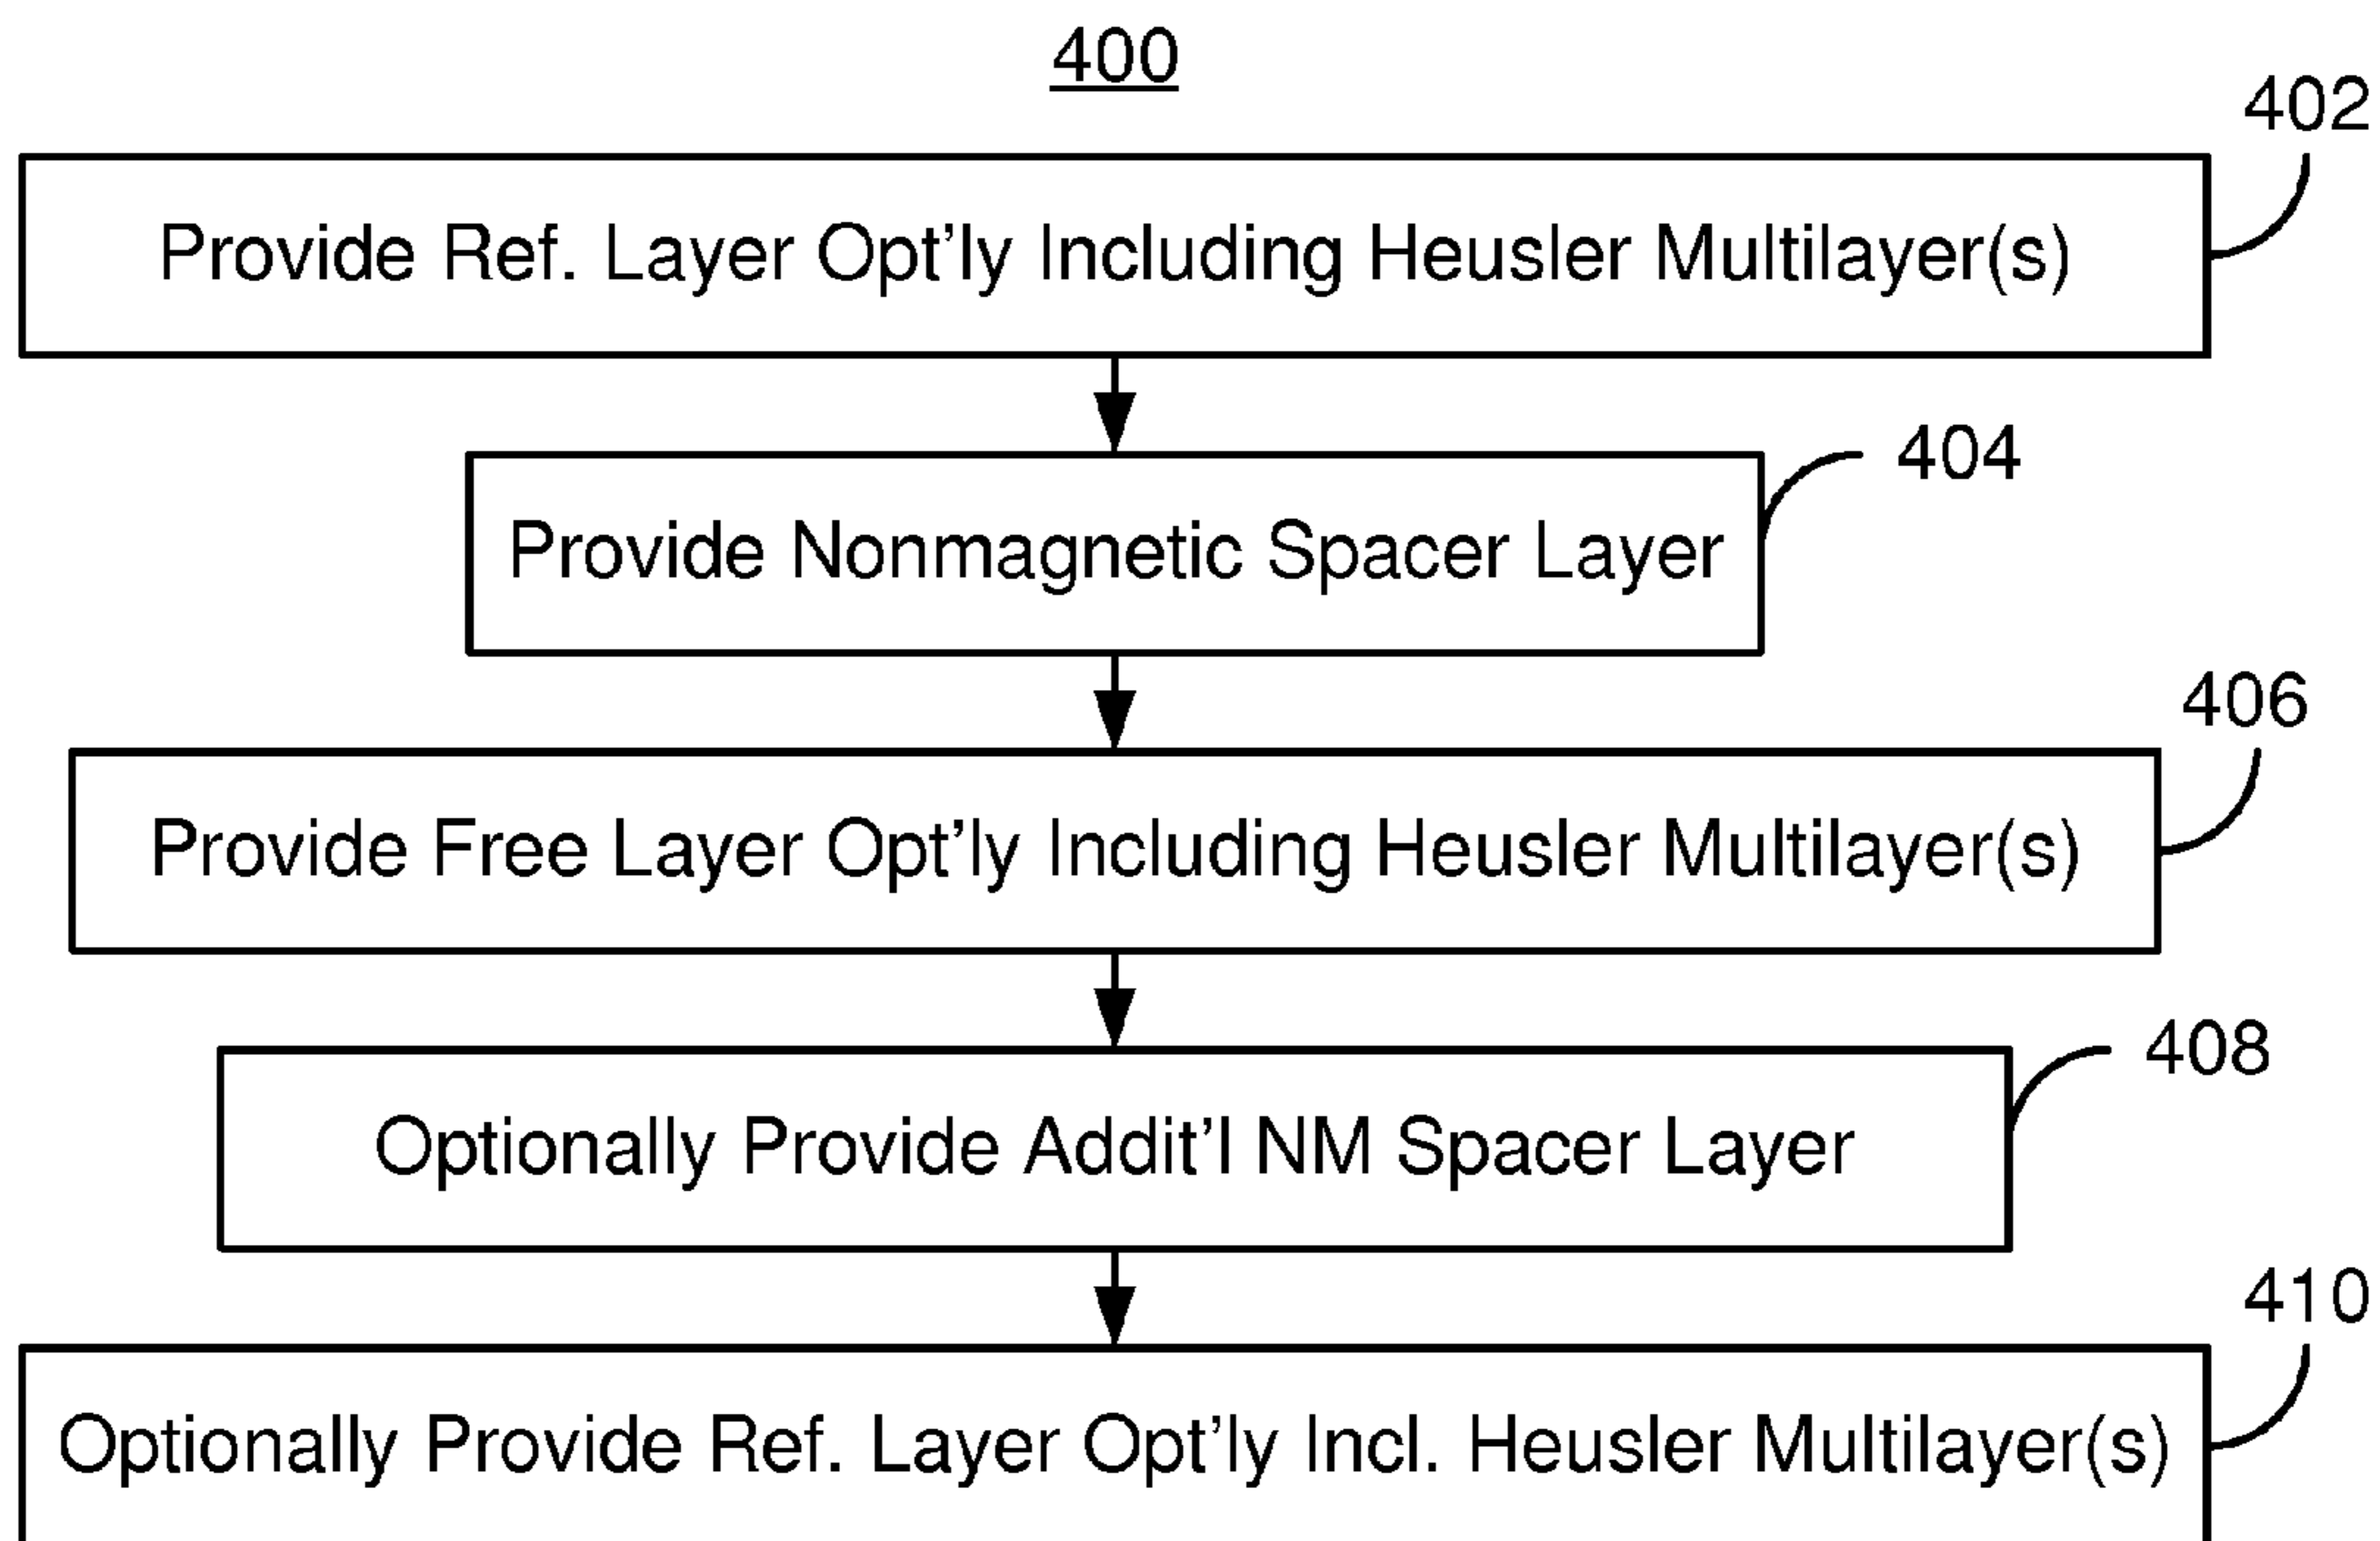 400
402
Provide Ref. Layer Opt’ly Including Heusler Multilayer(s)
404
Provide Nonmagnetic Spacer Layer
406
Provide Free Layer Opt’ly Including Heusler Multilayer(s)
408
Optionally Provide Addit’l NM Spacer Layer
410
Optionally Provide Ref. Layer Opt’ly Incl. Heusler Multilayer(s)